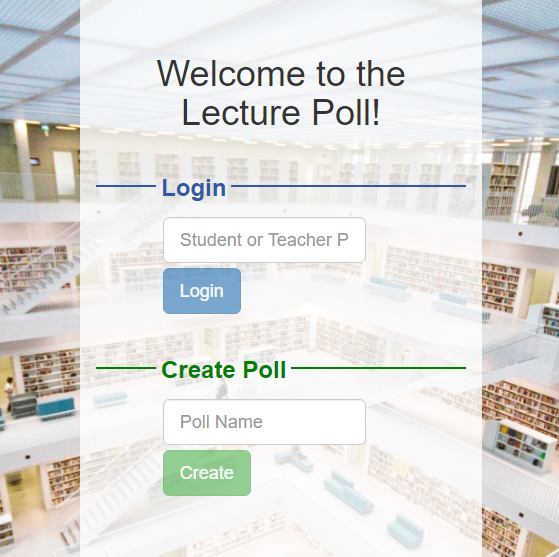 Welcome to the
Lecture Poll!
Login
Student or Teacher P
Login
Create Poll
Poll Name
Create